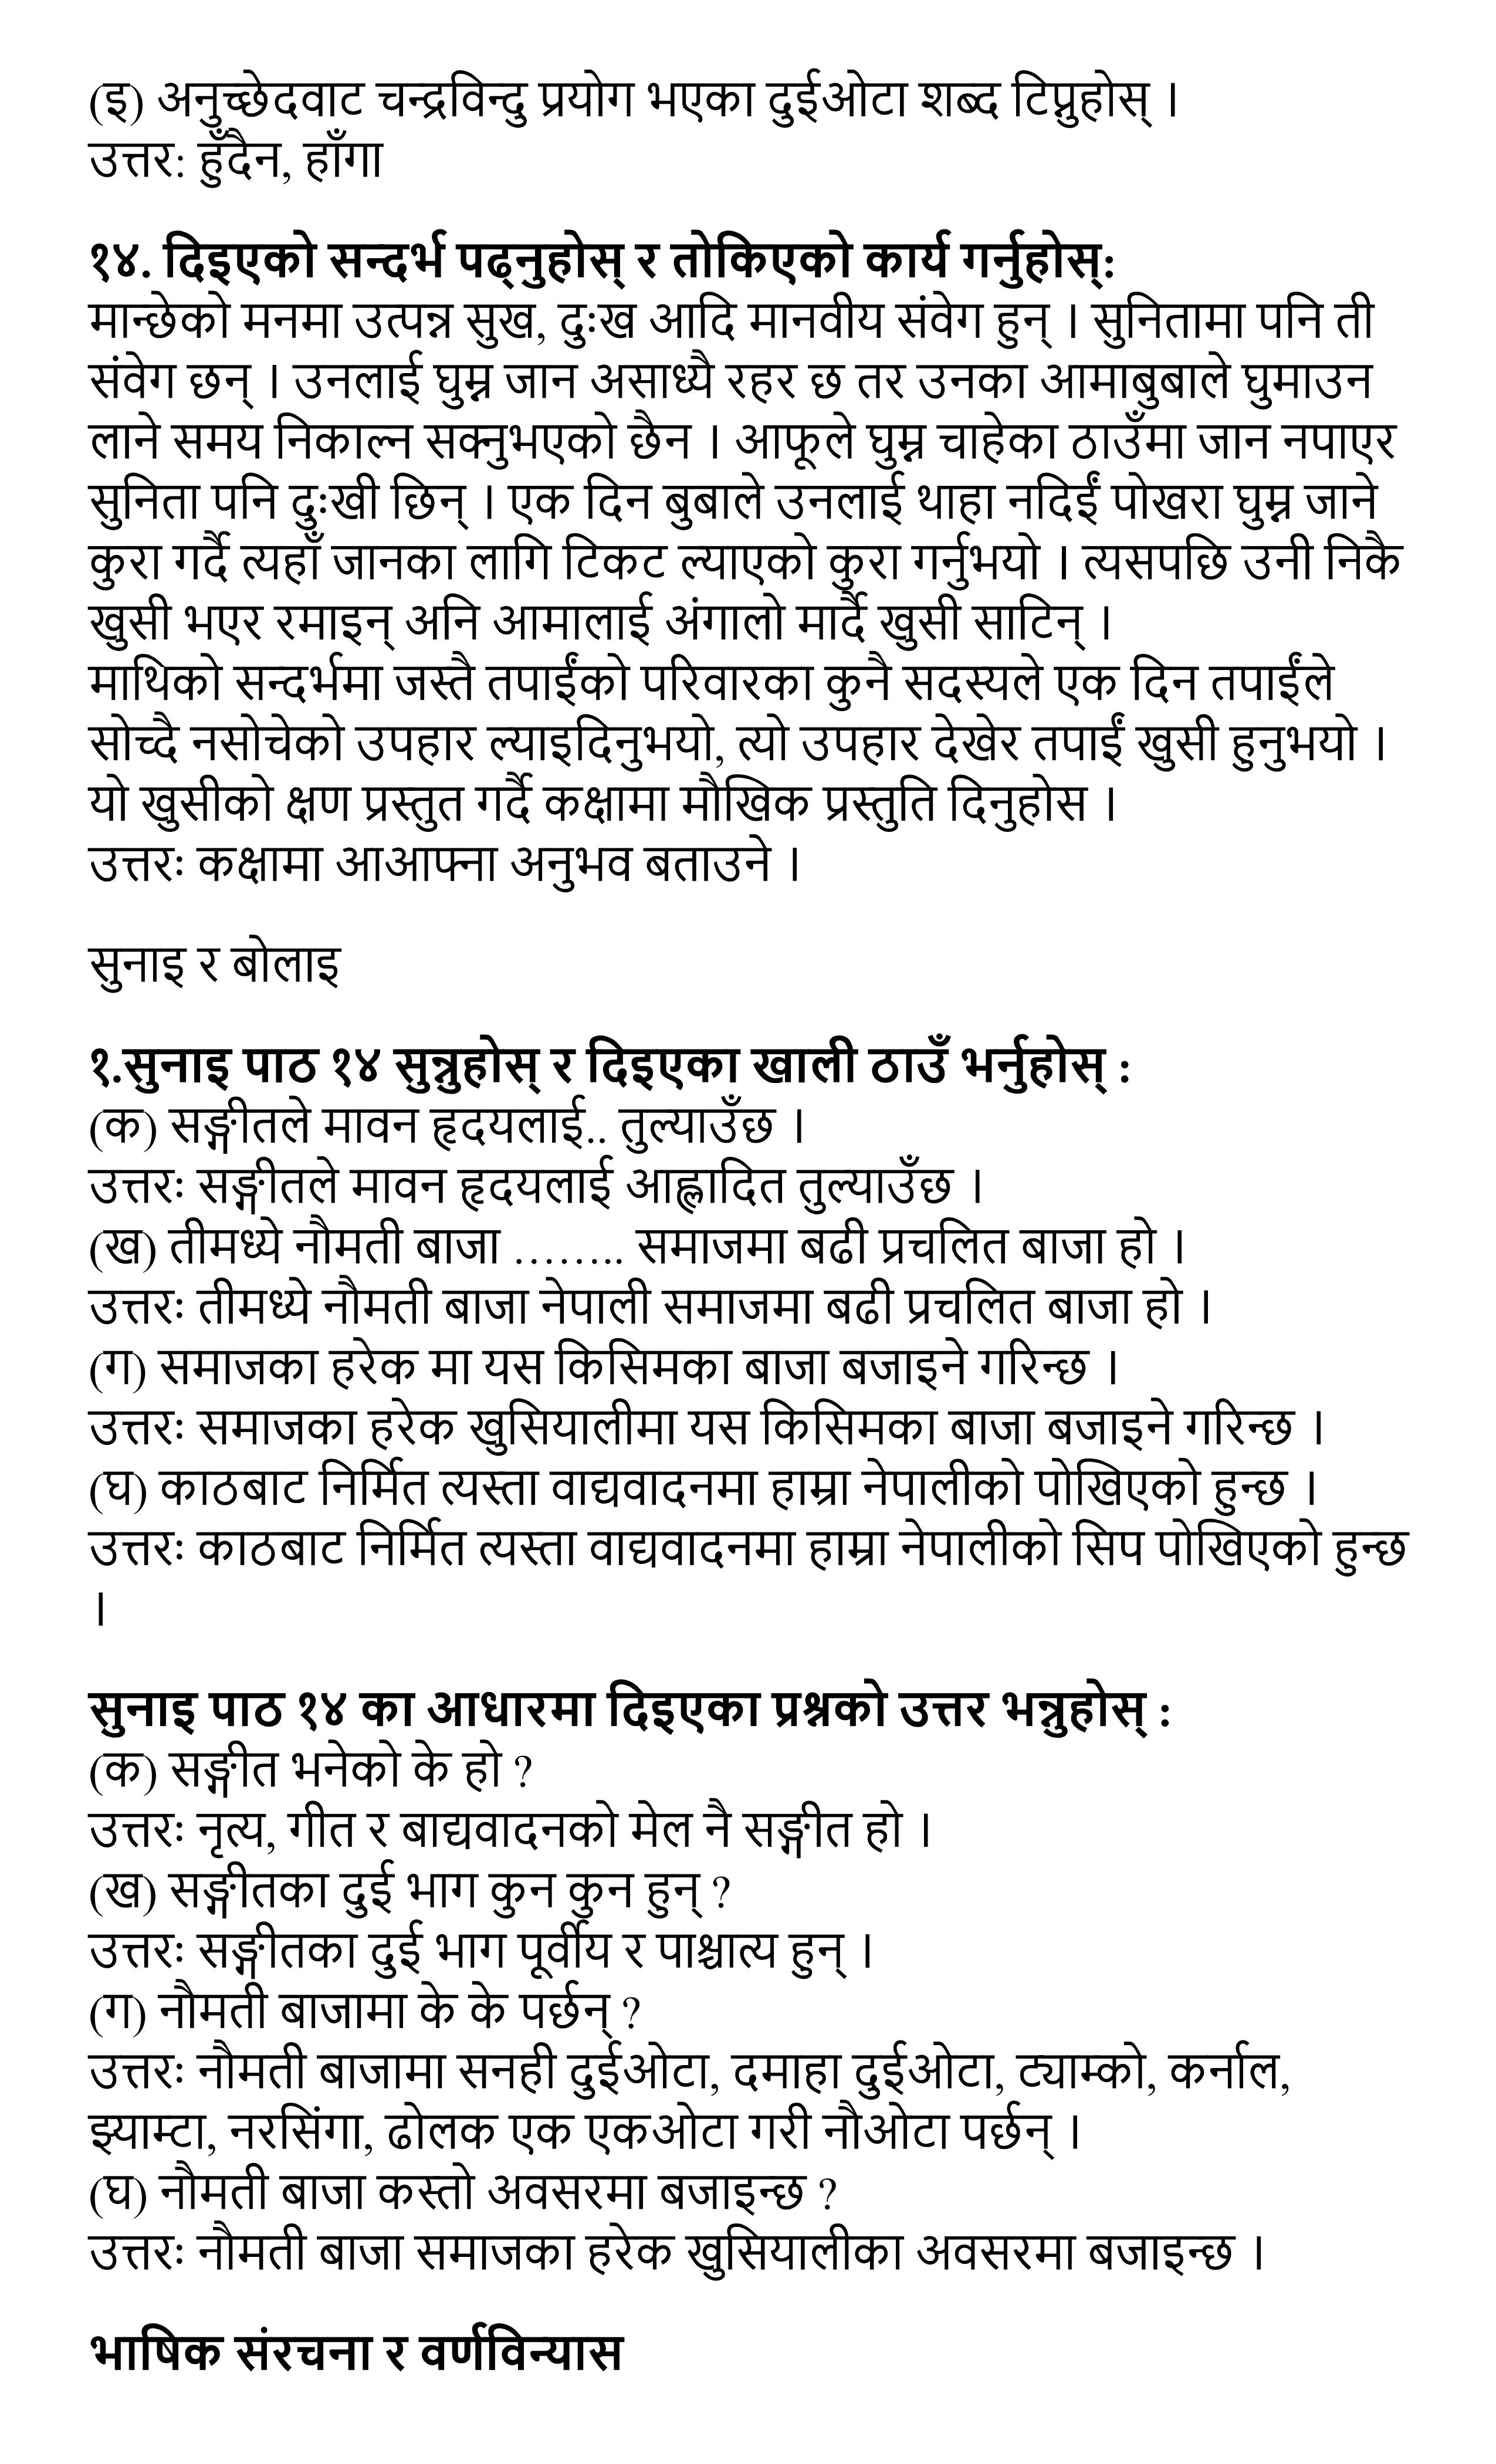 (इ) अनुच्छेदवाट चन्द्रविन्दु प्रयोग भएका दुईओटा शब्द टिप्नुहोस् ।
उत्तर: हुँदैन, हाँगा
१४. दिइएको सन्दर्भ पढ्नुहोस् र तोकिएको कार्य गर्नुहोस्:
मान्छेको मनमा उत्पन्न सुख, दुःख आदि मानवीय संवेग हुन् । सुनितामा पनि ती
संवेग छन् । उनलाई घुम्न जान असाध्यै रहर छ तर उनका आमाबुबाले घुमाउन
लाने समय निकाल्न सक्नुभएको छैन । आफूले घुम्न चाहेका ठाउँमा जान नपाएर
सुनिता पनि दुःखी छिन् । एक दिन बुबाले उनलाई थाहा नदिईं पोखरा घुम्न जाने
कुरा गर्दै त्यहाँ जानका लागि टिकट ल्याएको कुरा गर्नुभयो । त्यसपछि उनी निकै
खुसी भएर रमाइन् अनि आमालाई अंगालो मार्दै खुसी साटिन् ।
माथिको सन्दर्भमा जस्तै तपाईंको परिवारका कुनै सदस्यले एक दिन तपाईंले
सोच्दै नसोचेको उपहार ल्याइदिनुभयो, त्यो उपहार देखेर तपाईं खुसी हुनुभयो ।
यो खुसीको क्षण प्रस्तुत गर्दै कक्षामा मौखिक प्रस्तुति दिनुहोस ।
उत्तरः कक्षामा आआफ्ना अनुभव बताउने ।
सुनाइ र बोलाइ
१.सुनाइ पाठ १४ सुन्नुहोस् र दिइएका खाली ठाउँ भर्नुहोस् :
(क) सङ्गीतले मावन हृदयलाई.. तुल्याउँछ ।
उत्तरः सङ्गीतले मावन हृदयलाई आह्लादित तुल्याउँछ ।
(ख) तीमध्ये नौमती बाजा …….. समाजमा बढी प्रचलित बाजा हो ।
उत्तरः तीमध्ये नौमती बाजा नेपाली समाजमा बढी प्रचलित बाजा हो ।
(ग) समाजका हरेक मा यस किसिमका बाजा बजाइने गरिन्छ ।
उत्तरः समाजका हरेक खुसियालीमा यस किसिमका बाजा बजाइने गरिन्छ ।
(घ) काठबाट निर्मित त्यस्ता वाद्यवादनमा हाम्रा नेपालीको पोखिएको हुन्छ ।
उत्तरः काठबाट निर्मित त्यस्ता वाद्यवादनमा हाम्रा नेपालीको सिप पोखिएको हुन्छ
।
सुनाइ पाठ १४ का आधारमा दिइएका प्रश्नको उत्तर भन्नुहोस् :
(क) सङ्गीत भनेको के हो ?
उत्तरः नृत्य, गीत र बाद्यवादनको मेल नै सङ्गीत हो ।
(ख) सङ्गीतका दुई भाग कुन कुन हुन् ?
उत्तरः सङ्गीतका दुई भाग पूर्वीय र पाश्चात्य हुन् ।
(ग) नौमती बाजामा के के पर्छन् ?
उत्तरः नौमती बाजामा सनही दुईओटा, दमाहा दुईओटा, ट्याम्को, कर्नाल,
झ्याम्टा, नरसिंगा, ढोलक एक एकओटा गरी नौओटा पर्छन् ।
(घ) नौमती बाजा कस्तो अवसरमा बजाइन्छ ?
उत्तरः नौमती बाजा समाजका हरेक खुसियालीका अवसरमा बजाइन्छ ।
भाषिक संरचना र वर्णविन्यास